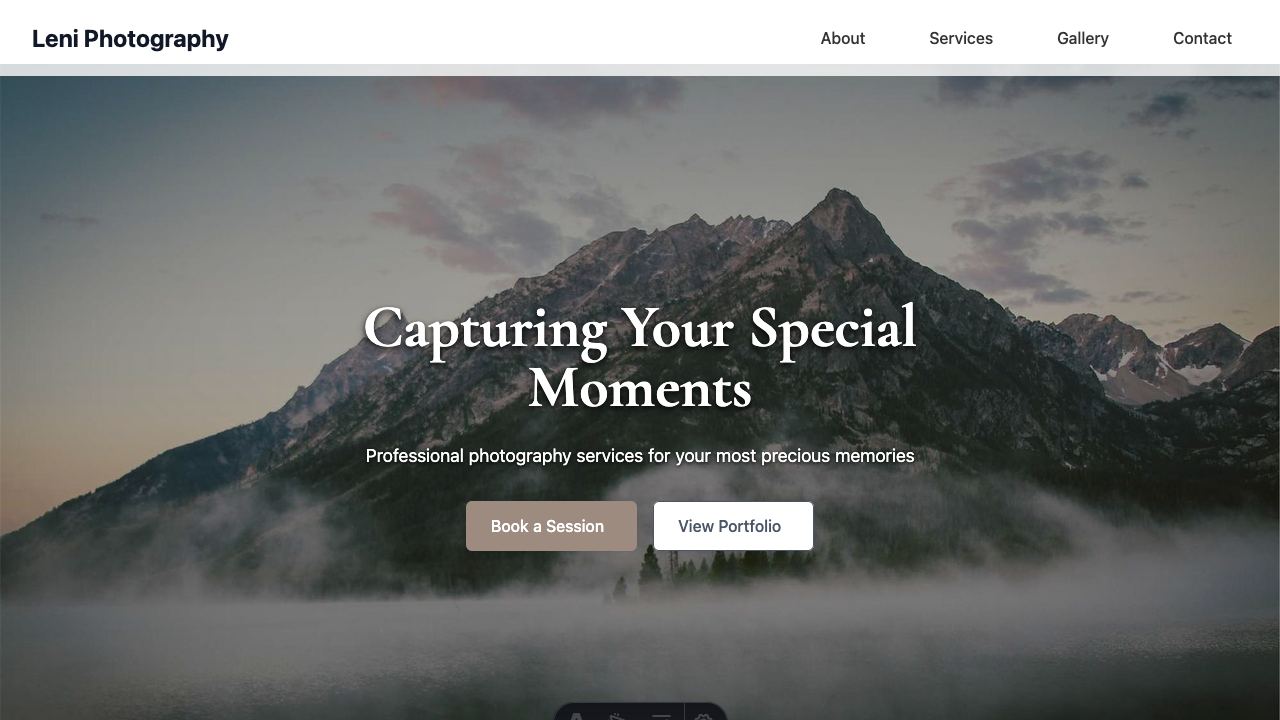 Leni Photography
About
Services
Gallery
Contact
Capturing Your Special
Moments
Professional photography services for your most precious memories
Book a Session
View Portfolio